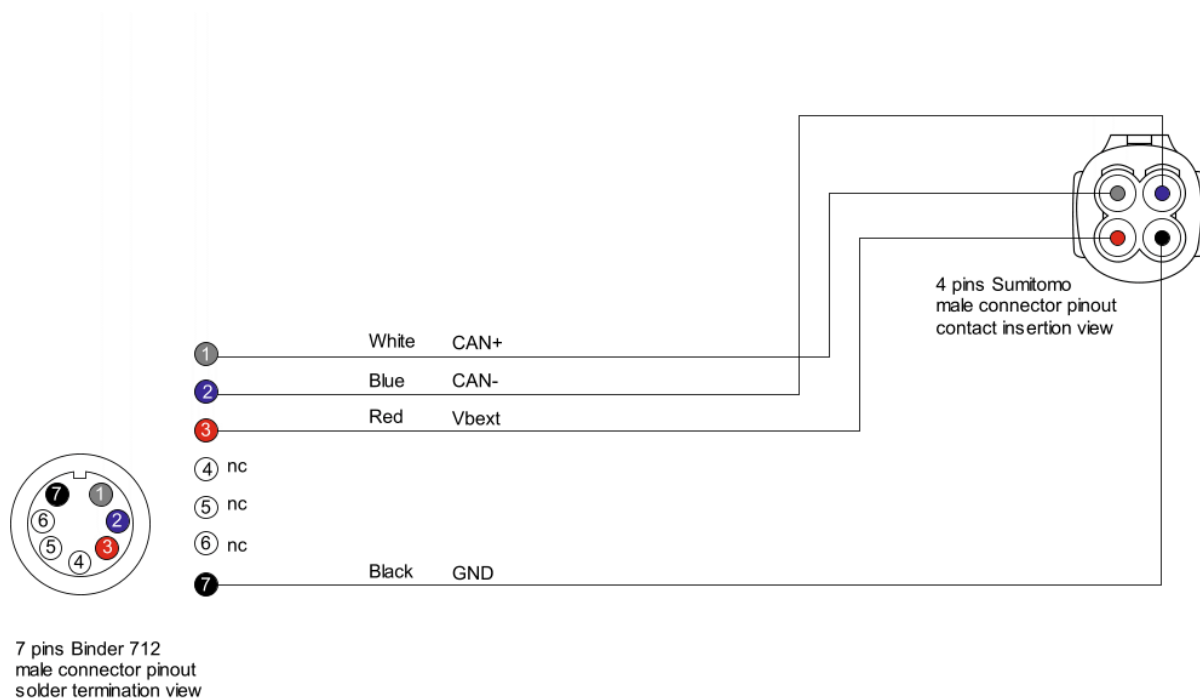 4 pins Sumitomo
male connector pinout
contact insertion view
1 White CAN+
2 Blue CAN-
3 Red Vbext
4 nc
5 nc
6 nc
7 Black GND
7 1
6 2
5 3
4
7 pins Binder 712
male connector pinout
solder termination view